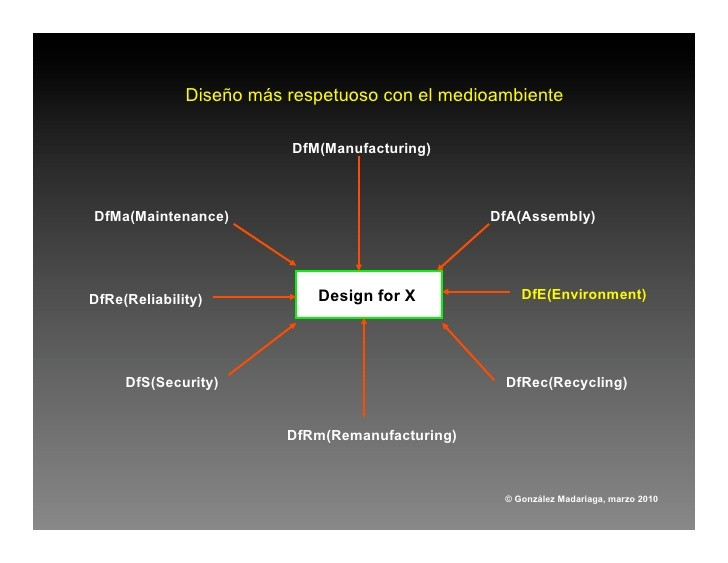 Diseño más respetuoso con el medioambiente
DfM(Manufacturing)
DfMa(Maintenance)
DfA(Assembly)
DfRe(Reliability)
Design for X
DfE(Environment)
DfS(Security)
DfRec(Recycling)
DfRm(Remanufacturing)
© González Madariaga, marzo 2010